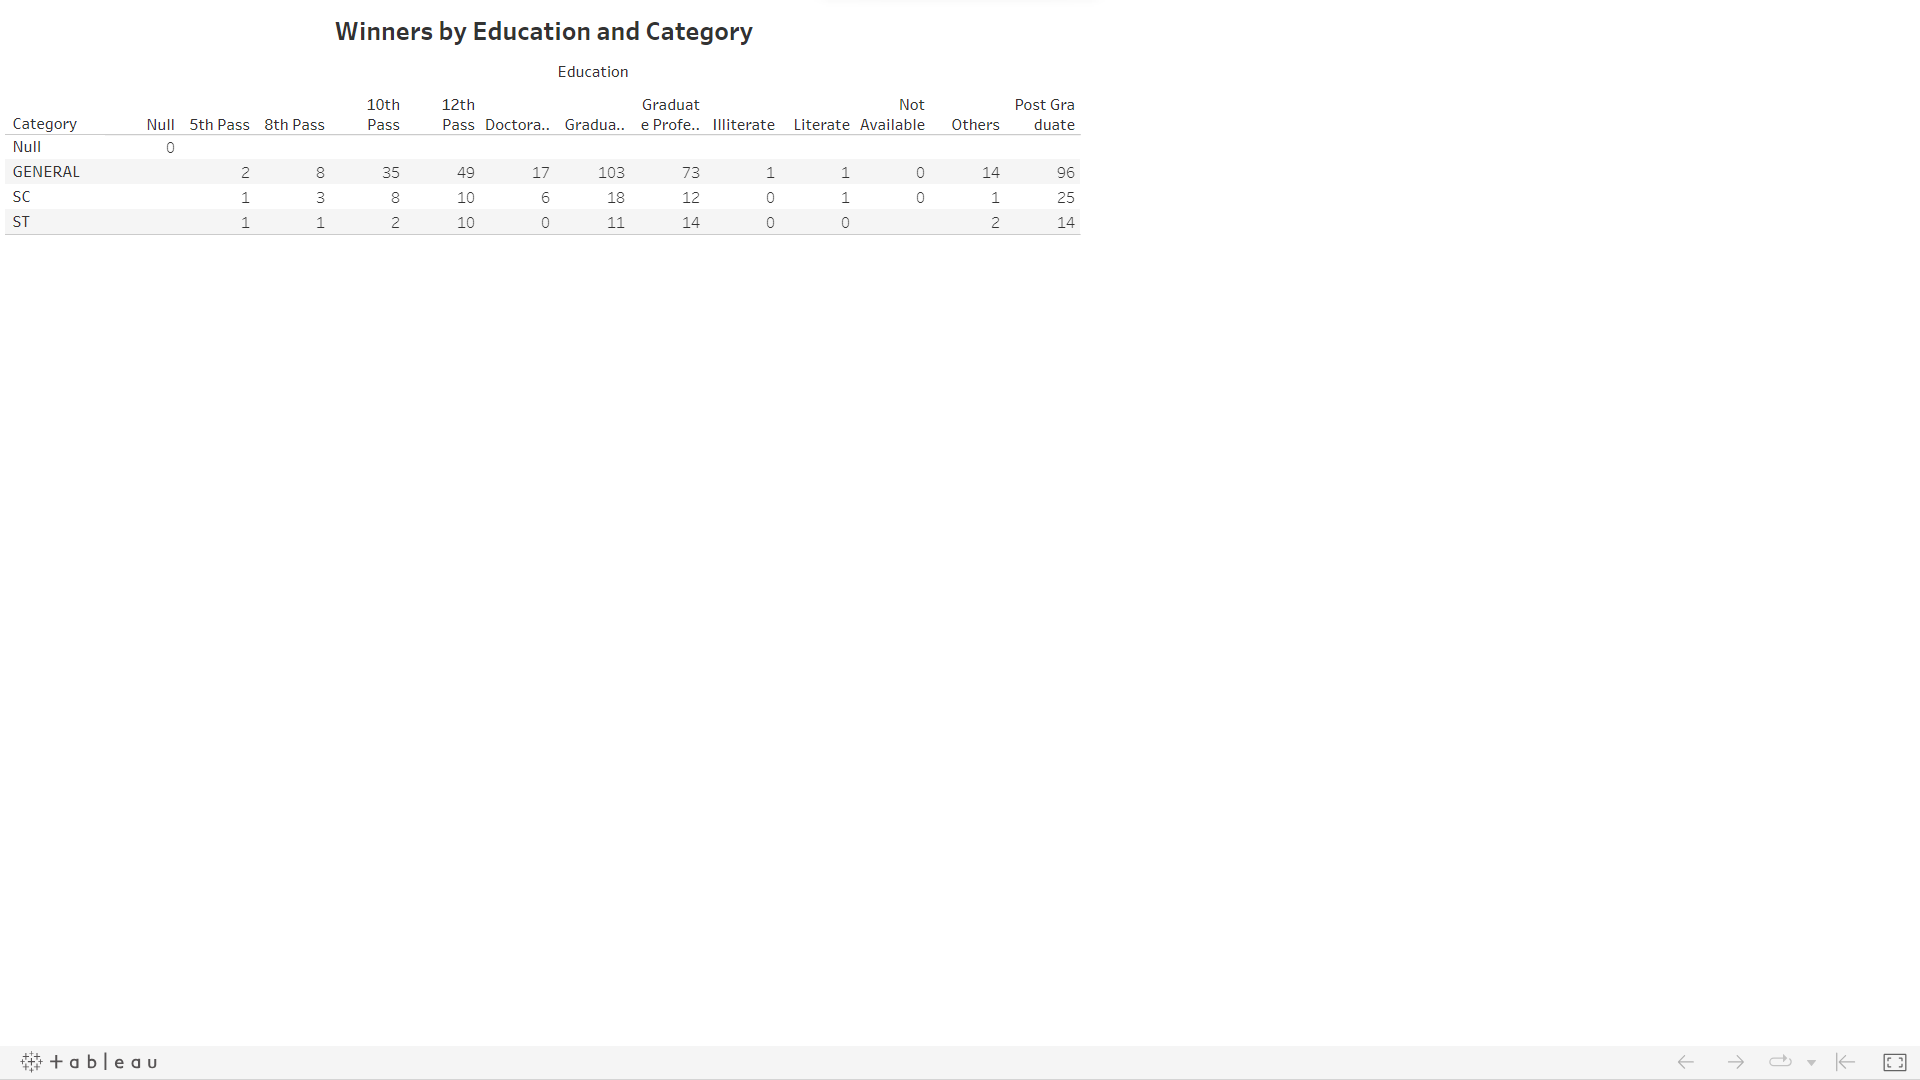 Winners by Education and Category
Education
Category Null 5th Pass 8th Pass 10th Pass 12th Pass Doctora.. Gradua.. Graduat e Profe.. Illiterate Literate Not Available Others Post Gra duate
Null 0
GENERAL 2 8 35 49 17 103 73 1 1 0 14 96
SC 1 3 8 10 6 18 12 0 1 0 1 25
ST 1 1 2 10 0 11 14 0 0 2 14
+ a b l e a u